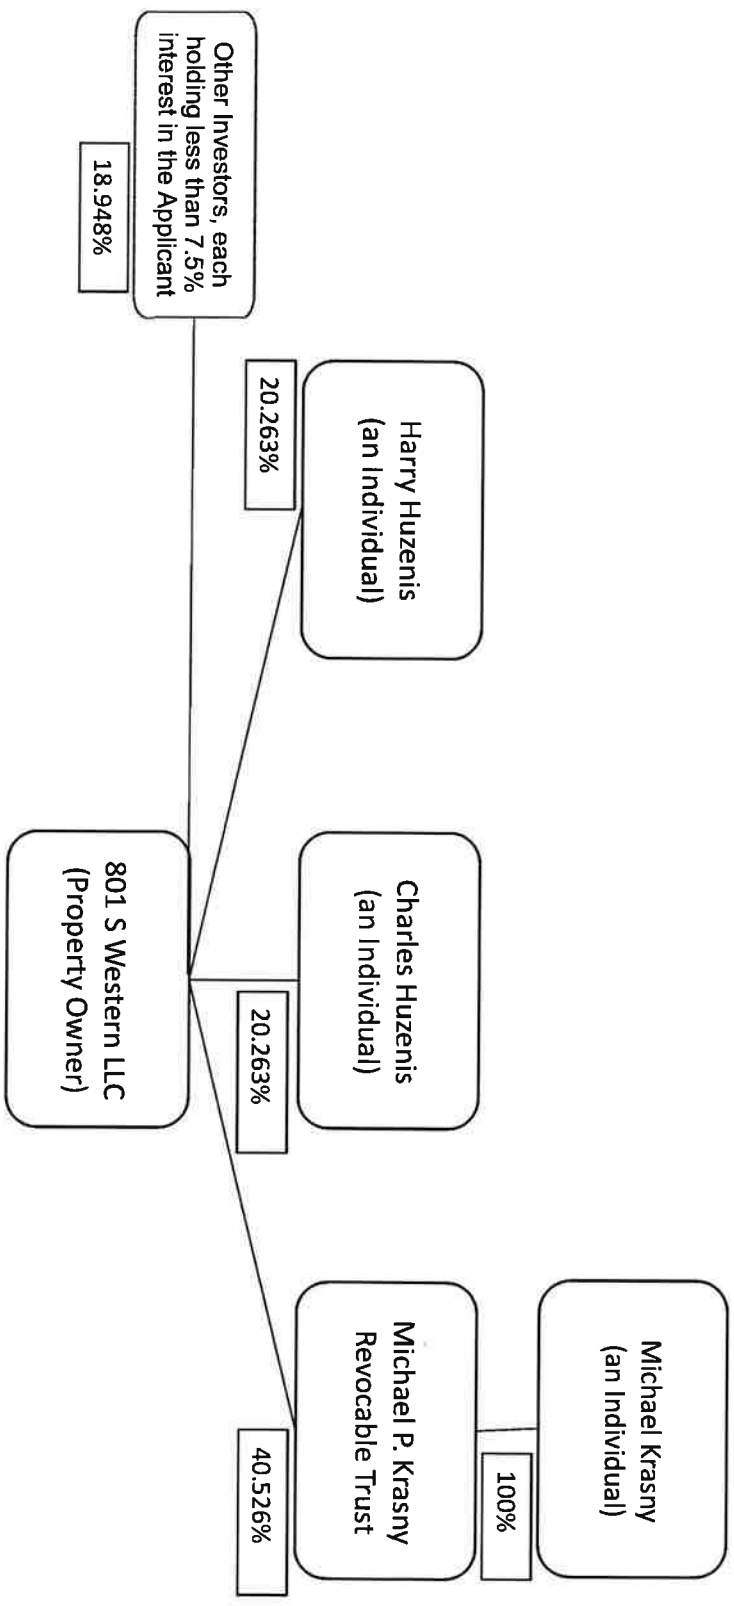 Michael Krasny
(an Individual)
100%
Harry Huzenis
(an Individual)
20.263%
Charles Huzenis
(an Individual)
20.263%
Michael P. Krasny
Revocable Trust
40.526%
Other Investors, each
holding less than 7.5%
interest in the Applicant
18.948%
801 S Western LLC
(Property Owner)